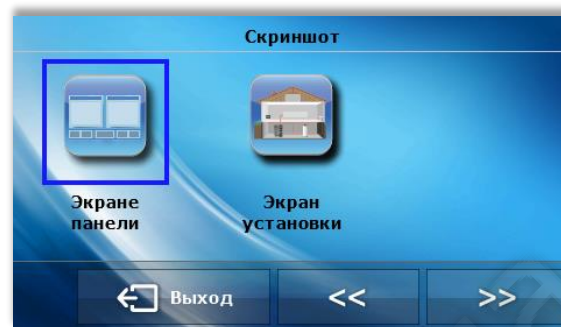 Скриншот
Экране
панели
Экран
установки
Выход
<<
>>